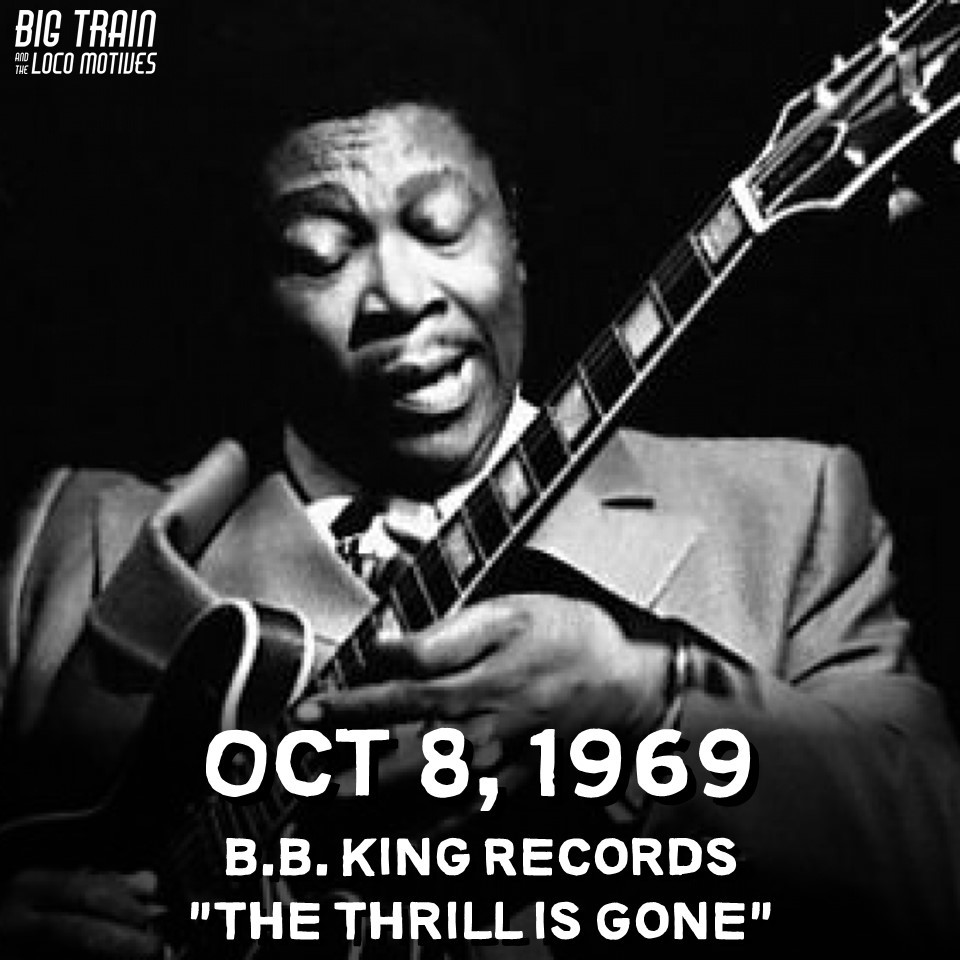 BIG TRAIN
AND THE LOCO MOTIVES
OCT 8, 1969
B.B. KING RECORDS
"THE THRILL IS GONE"